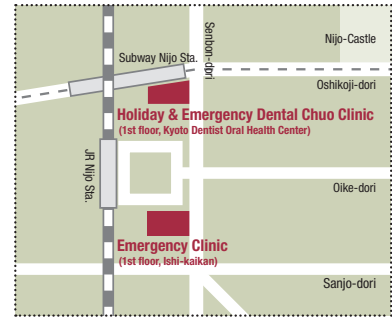 Senbon-dori
Nijo-Castle
Subway Nijo Sta.
Oshikoji-dori
Holiday & Emergency Dental Chuo Clinic
(1st floor, Kyoto Dentist Oral Health Center)
JR Nijo Sta.
Oike-dori
Emergency Clinic
(1st floor, Ishi-kaikan)
Sanjo-dori